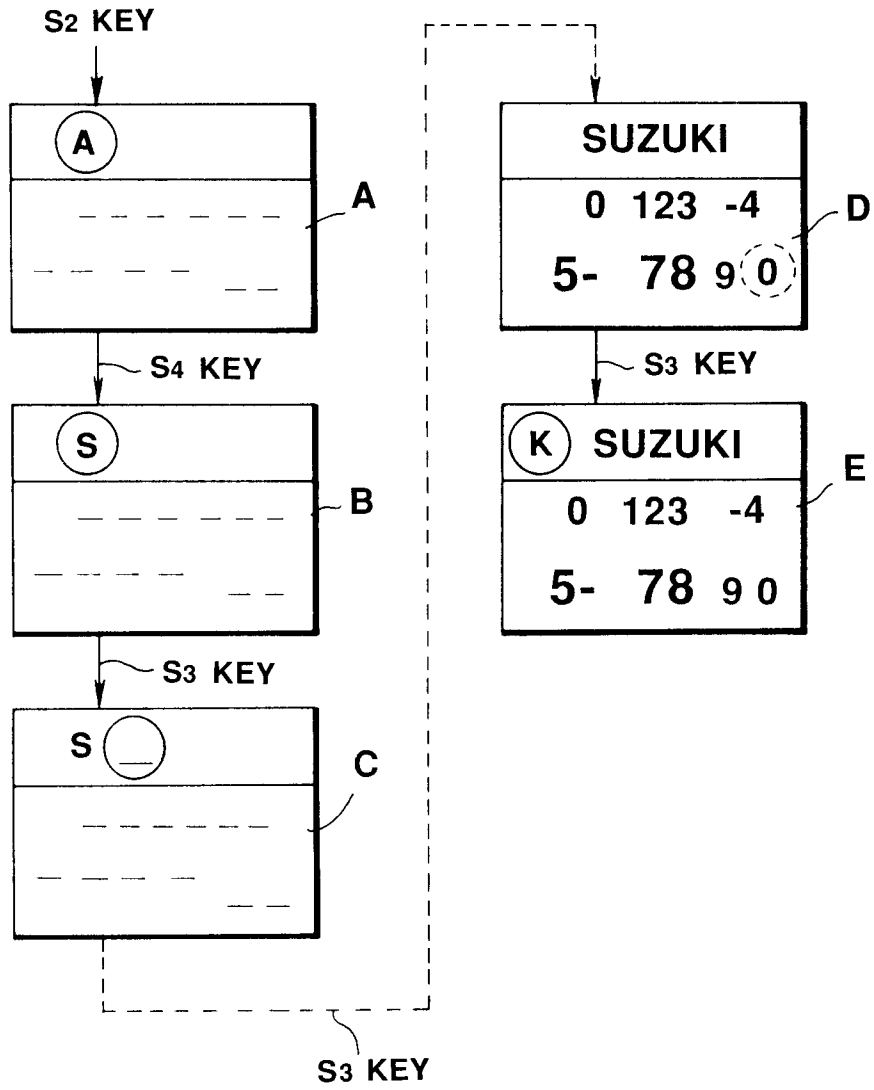 S2 KEY
A
A
S4 KEY
S
B
S3 KEY
S _
C
S3 KEY
SUZUKI
0 123 -4
D
5- 78 9 0
S3 KEY
K SUZUKI
E
0 123 -4
5- 78 9 0